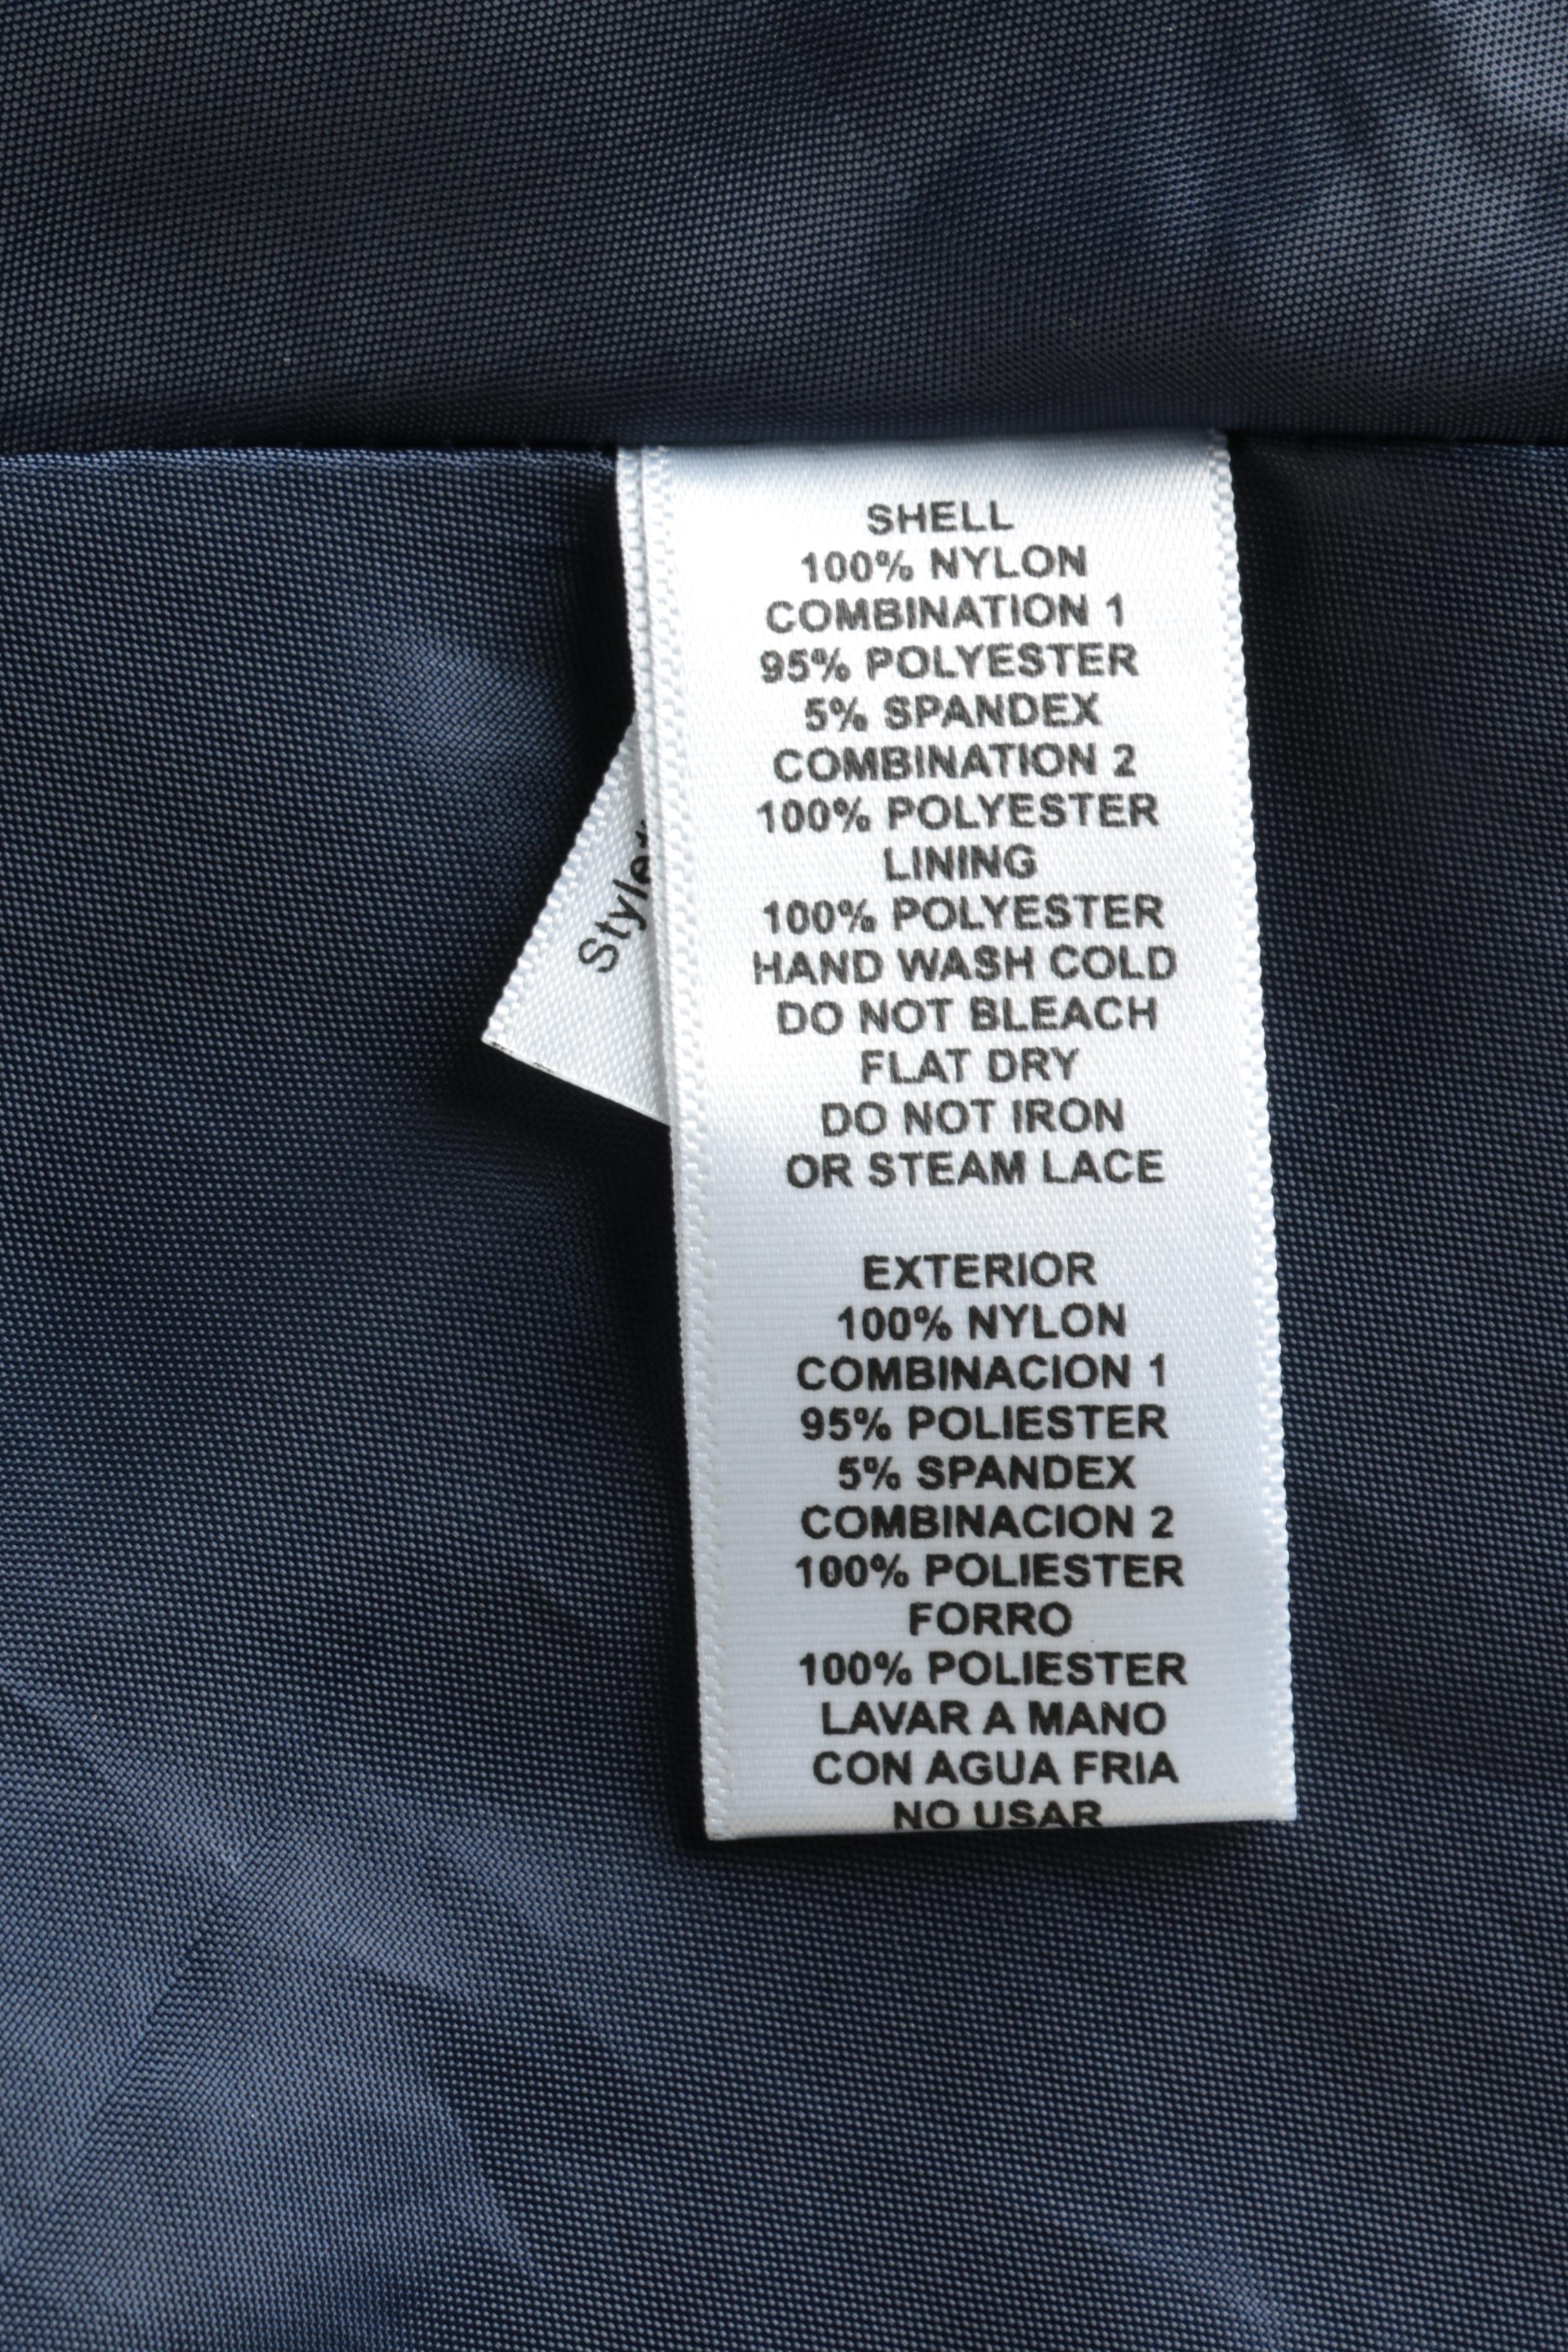 SHELL
100% NYLON
COMBINATION 1
95% POLYESTER
5% SPANDEX
COMBINATION 2
100% POLYESTER
LINING
100% POLYESTER
HAND WASH COLD
DO NOT BLEACH
FLAT DRY
DO NOT IRON
OR STEAM LACE
EXTERIOR
100% NYLON
COMBINACION 1
95% POLIESTER
5% SPANDEX
COMBINACION 2
100% POLIESTER
FORRO
100% POLIESTER
LAVAR A MANO
CON AGUA FRIA
NO USAR
Style